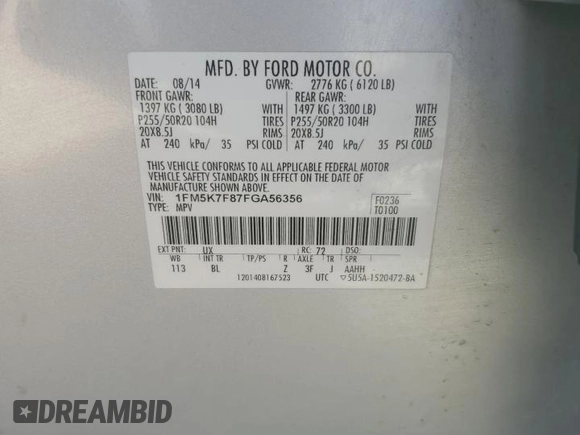 MFD. BY FORD MOTOR CO.
DATE: 08/14 GVWR: 2776 KG ( 6120 LB)
FRONT GAWR: REAR GAWR:
1397 KG ( 3080 LB) WITH 1497 KG ( 3300 LB) WITH
P255/50R20 104H TIRES P255/50R20 104H TIRES
20X8.5J RIMS 20X8.5J RIMS
AT 240 kPa/ 35 PSI COLD AT 240 kPa/ 35 PSI COLD
THIS VEHICLE CONFORMS TO ALL APPLICABLE FEDERAL MOTOR
VEHICLE SAFETY AND THEFT PREVENTION STANDARDS IN EFFECT ON THE DATE OF
MANUFACTURE SHOWN ABOVE.
VIN: 1FM5K7F87FGA56356 F0236
TYPE: MPV T0100
EXT PNT: UX RC: 72 DSO:
WB INT TR TP/PS R AXLE TR SPR
113 BL Z 3F J AAHH
1201408167523 UTC 5U5A-1520472-BA
DREAMBID